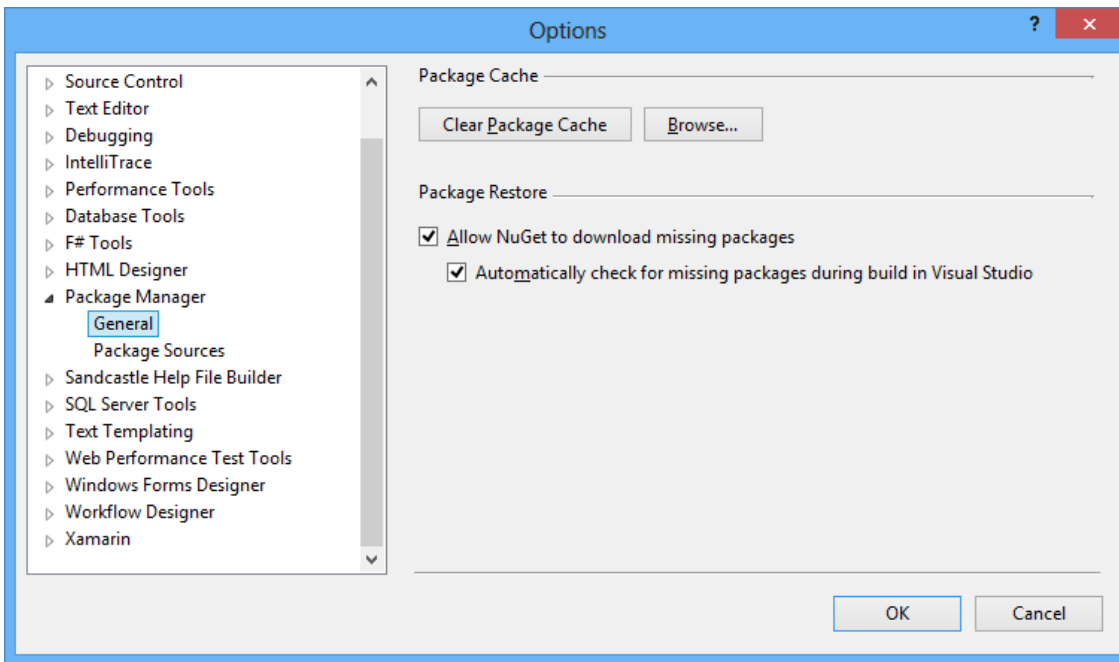 Options
?
Source Control
Text Editor
Debugging
IntelliTrace
Performance Tools
Database Tools
F# Tools
HTML Designer
Package Manager
General
Package Sources
Sandcastle Help File Builder
SQL Server Tools
Text Templating
Web Performance Test Tools
Windows Forms Designer
Workflow Designer
Xamarin
Package Cache
Clear Package Cache
Browse...
Package Restore
Allow NuGet to download missing packages
Automatically check for missing packages during build in Visual Studio
OK
Cancel